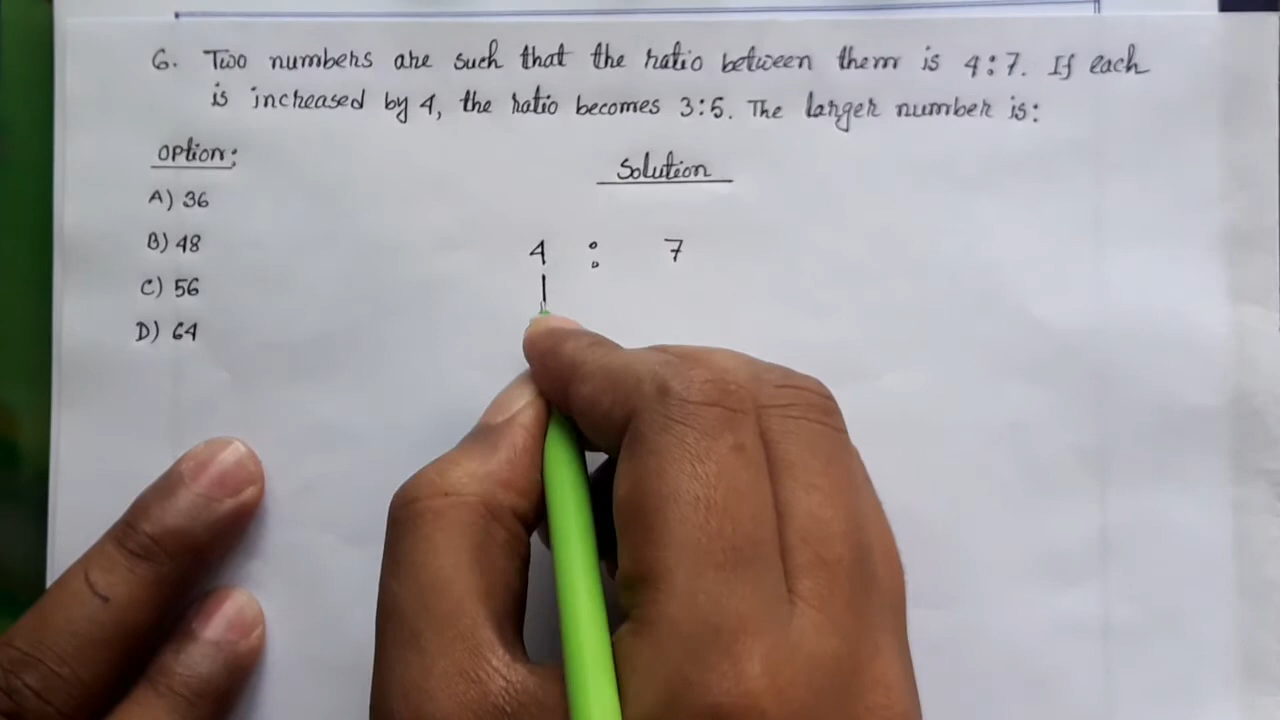 6. Two numbers are such that the ratio between them is 4:7. If each
is increased by 4, the ratio becomes 3:5. The larger number is:
option:
A) 36
B) 48
C) 56
D) 64
Solution
4 : 7